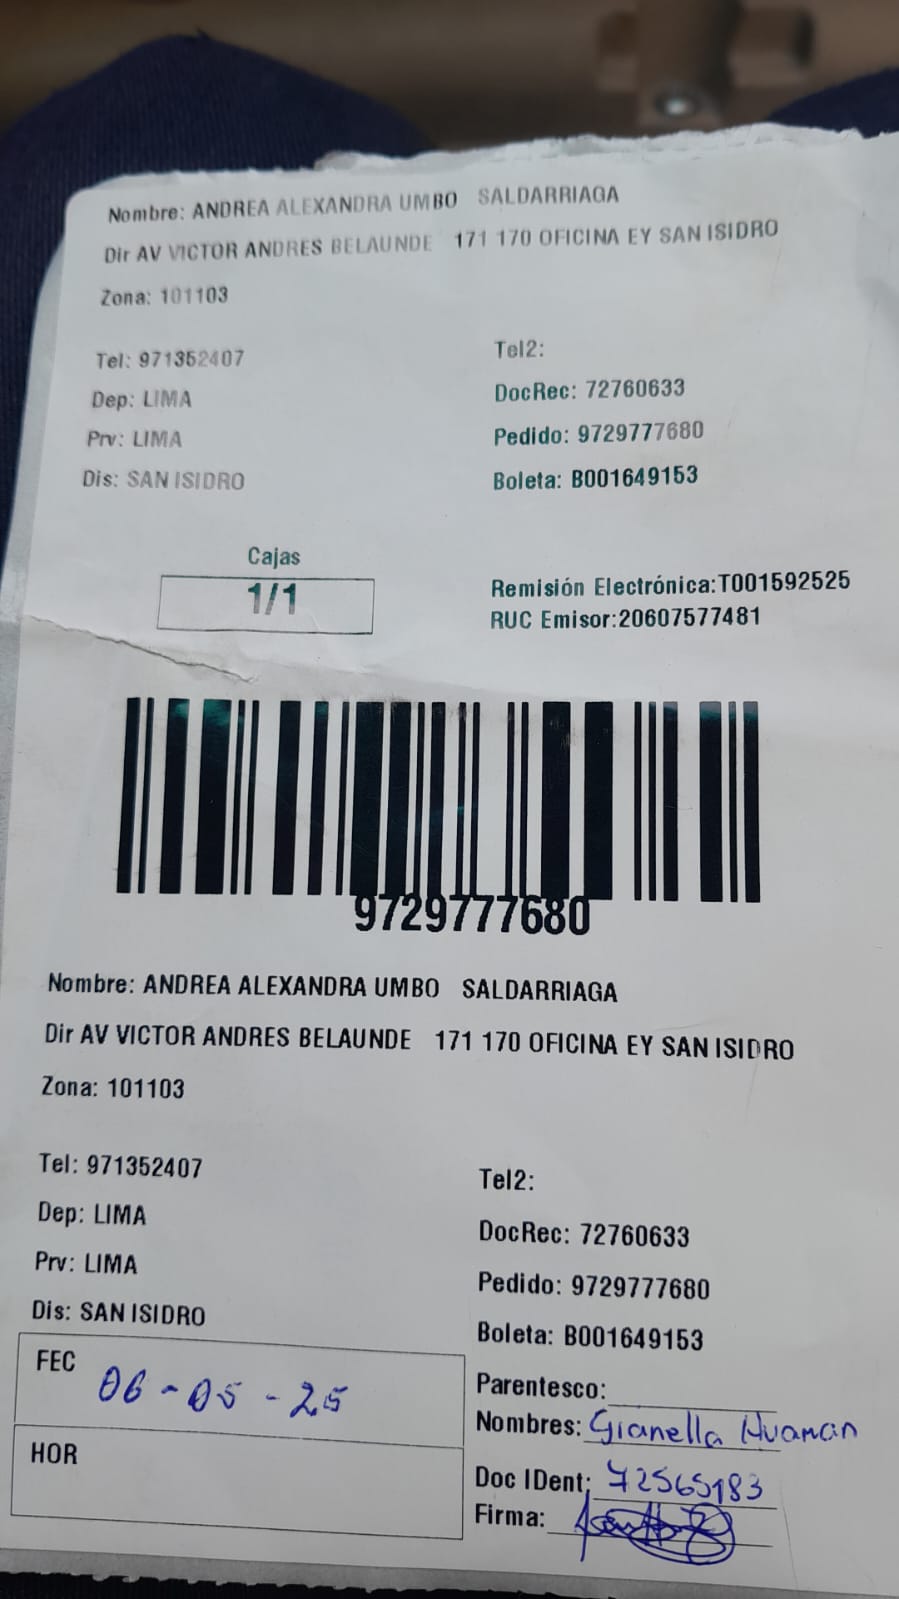 Nombre: ANDREA ALEXANDRA UMBO SALDARRIAGA
Dir AV VICTOR ANDRES BELAUNDE 171 170 OFICINA EY SAN ISIDRO
Zona: 101103
Tel: 971352407
Tel2:
Dep: LIMA
DocRec: 72760633
Prv: LIMA
Pedido: 9729777680
Dis: SAN ISIDRO
Boleta: B001649153
Cajas
1/1
Remisión Electrónica:T001592525
RUC Emisor:20607577481
9729777680
Nombre: ANDREA ALEXANDRA UMBO SALDARRIAGA
Dir AV VICTOR ANDRES BELAUNDE 171 170 OFICINA EY SAN ISIDRO
Zona: 101103
Tel: 971352407
Tel2:
Dep: LIMA
DocRec: 72760633
Prv: LIMA
Pedido: 9729777680
Dis: SAN ISIDRO
Boleta: B001649153
FEC 06-05-25
HOR
Parentesco:
Nombres: Gianella Huaman
Doc IDent: 72565183
Firma: